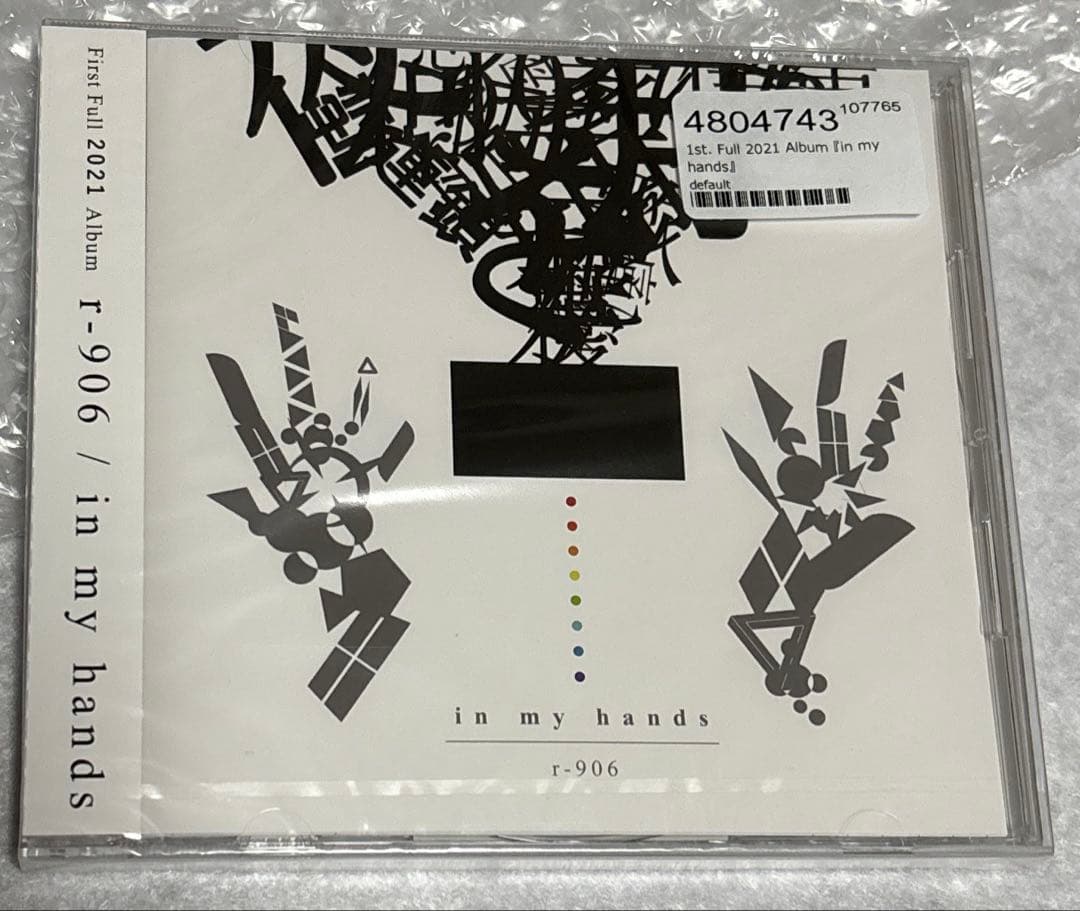 First Full 2021 Album r-906 / in my hands
4804743 107765
1st. Full 2021 Album『in my
hands』
default
in my hands
r-906